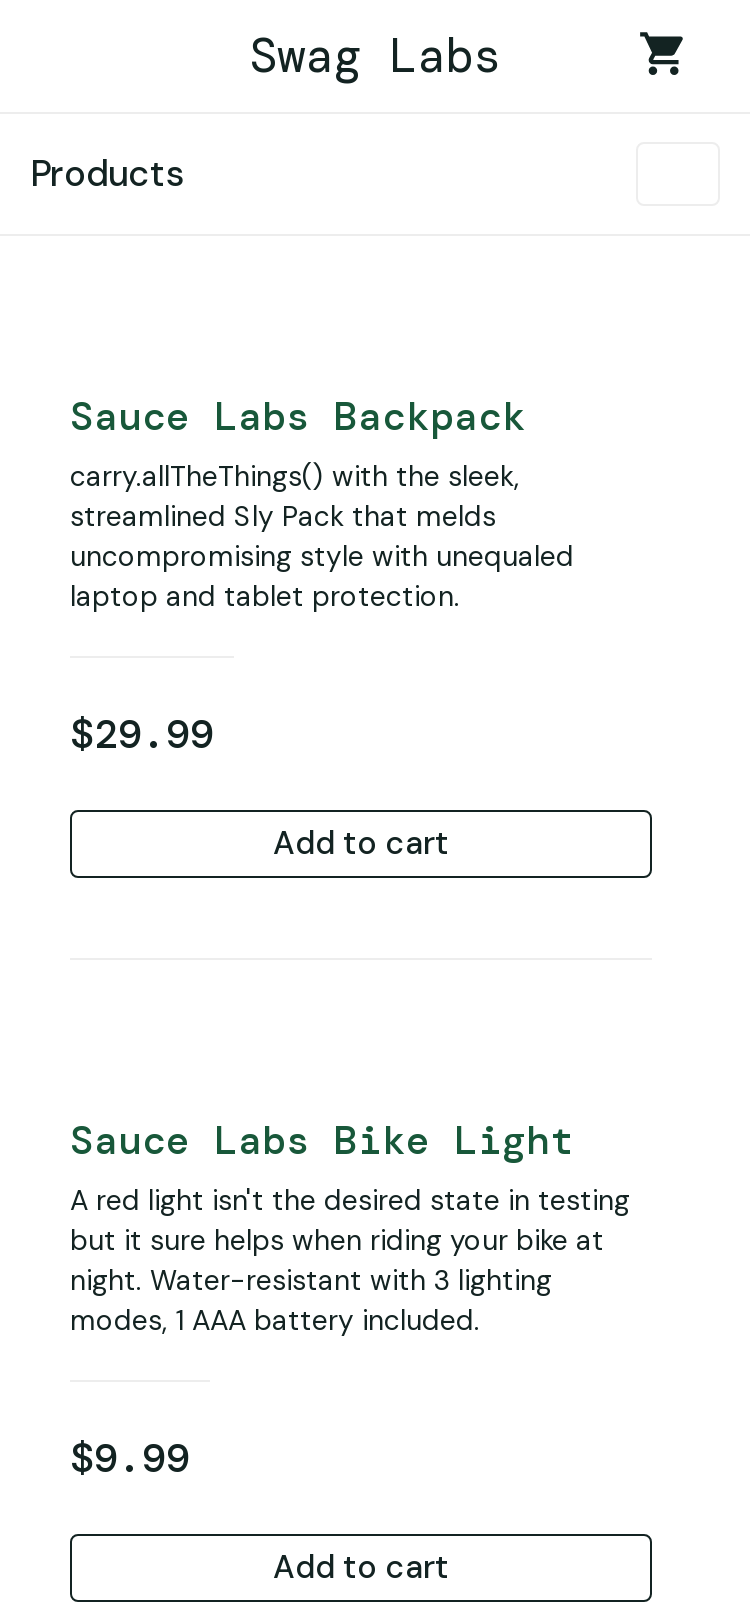 Swag Labs
Products
Sauce Labs Backpack
carry.allTheThings() with the sleek,
streamlined Sly Pack that melds
uncompromising style with unequaled
laptop and tablet protection.
$29.99
Add to cart
Sauce Labs Bike Light
A red light isn't the desired state in testing
but it sure helps when riding your bike at
night. Water-resistant with 3 lighting
modes, 1 AAA battery included.
$9.99
Add to cart